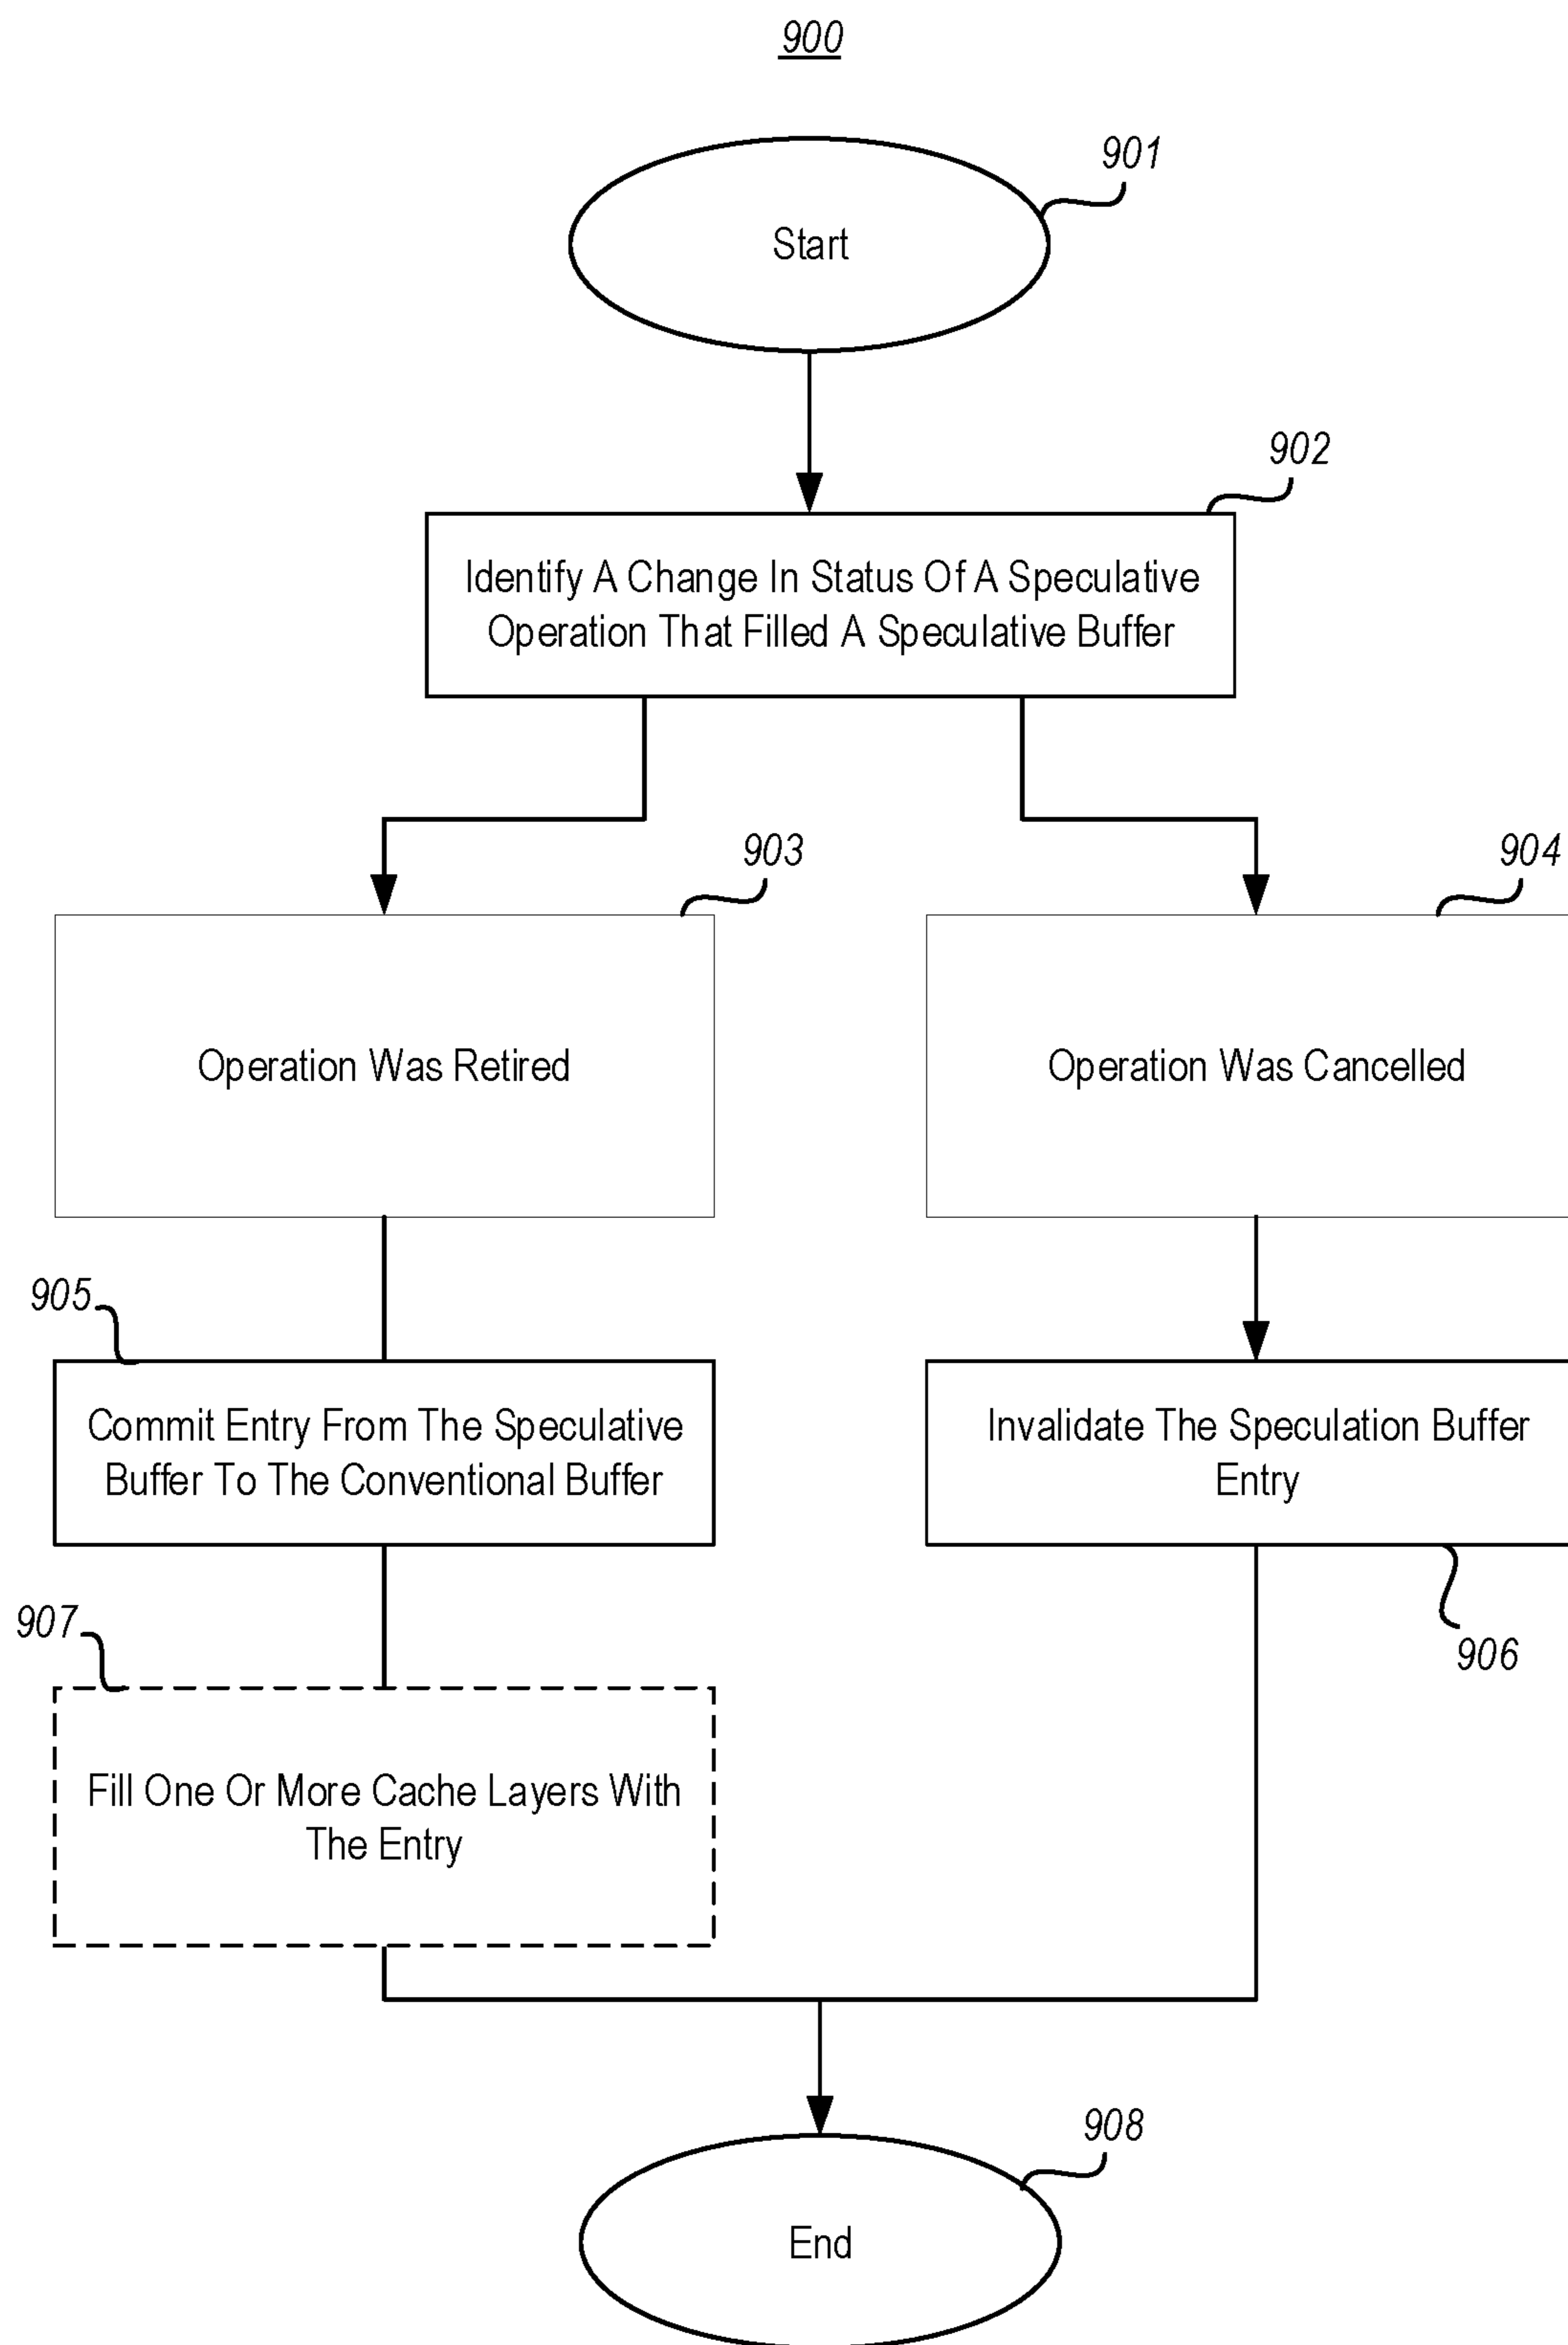 900
901
Start
902
Identify A Change In Status Of A Speculative
Operation That Filled A Speculative Buffer
903
904
Operation Was Retired
Operation Was Cancelled
905
Commit Entry From The Speculative
Buffer To The Conventional Buffer
Invalidate The Speculation Buffer
Entry
907
906
Fill One Or More Cache Layers With
The Entry
908
End